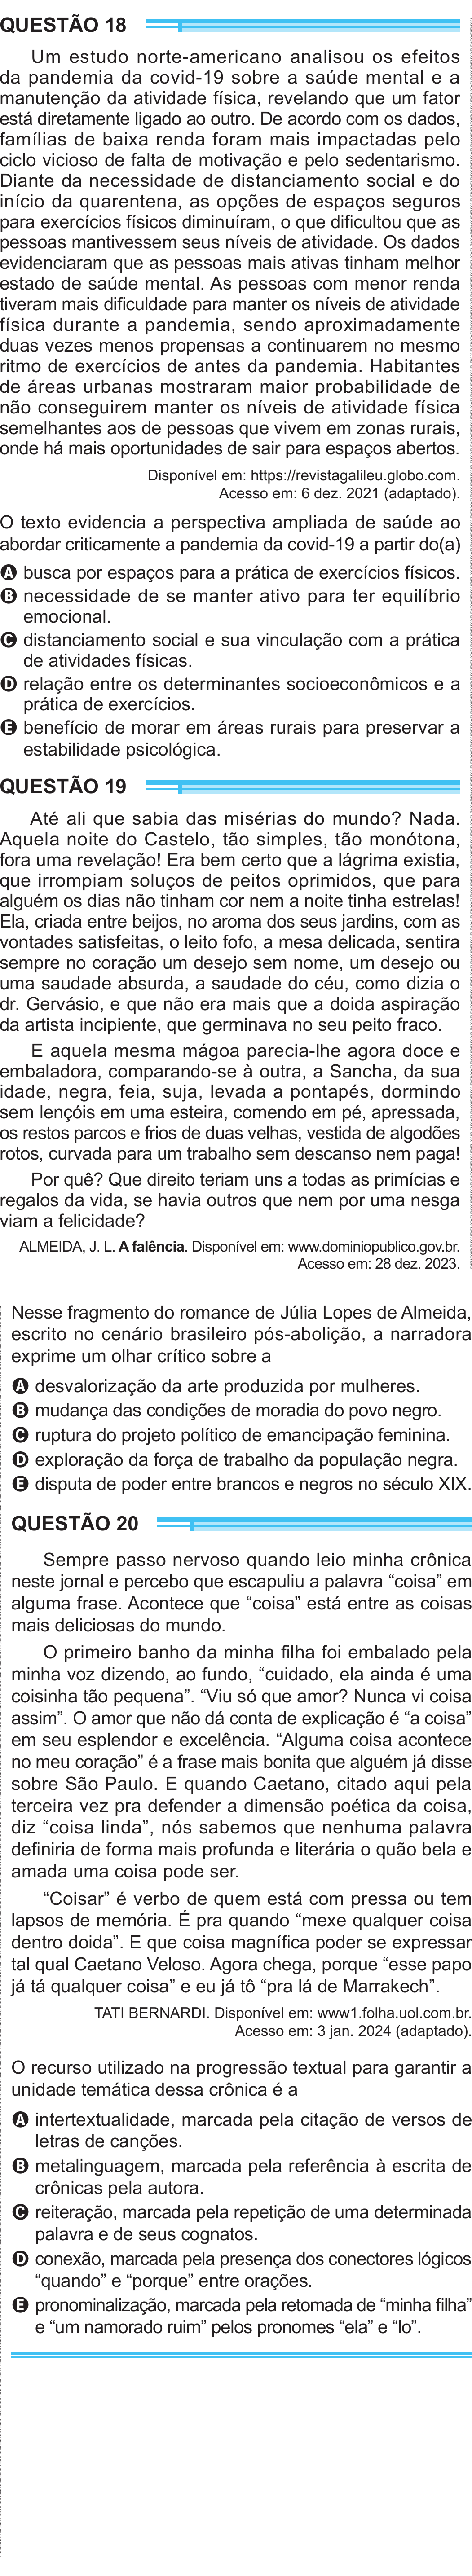 QUESTÃO 18
Um estudo norte-americano analisou os efeitos
da pandemia da covid-19 sobre a saúde mental e a
manutenção da atividade física, revelando que um fator
está diretamente ligado ao outro. De acordo com os dados,
famílias de baixa renda foram mais impactadas pelo
ciclo vicioso de falta de motivação e pelo sedentarismo.
Diante da necessidade de distanciamento social e do
início da quarentena, as opções de espaços seguros
para exercícios físicos diminuíram, o que dificultou que as
pessoas mantivessem seus níveis de atividade. Os dados
evidenciaram que as pessoas mais ativas tinham melhor
estado de saúde mental. As pessoas com menor renda
tiveram mais dificuldade para manter os níveis de atividade
física durante a pandemia, sendo aproximadamente
duas vezes menos propensas a continuarem no mesmo
ritmo de exercícios de antes da pandemia. Habitantes
de áreas urbanas mostraram maior probabilidade de
não conseguirem manter os níveis de atividade física
semelhantes aos de pessoas que vivem em zonas rurais,
onde há mais oportunidades de sair para espaços abertos.
Disponível em: https://revistagalileu.globo.com.
Acesso em: 6 dez. 2021 (adaptado).
O texto evidencia a perspectiva ampliada de saúde ao
abordar criticamente a pandemia da covid-19 a partir do(a)
A busca por espaços para a prática de exercícios físicos.
B necessidade de se manter ativo para ter equilíbrio
emocional.
C distanciamento social e sua vinculação com a prática
de atividades físicas.
D relação entre os determinantes socioeconômicos e a
prática de exercícios.
E benefício de morar em áreas rurais para preservar a
estabilidade psicológica.
QUESTÃO 19
Até ali que sabia das misérias do mundo? Nada.
Aquela noite do Castelo, tão simples, tão monótona,
fora uma revelação! Era bem certo que a lágrima existia,
que irrompiam soluços de peitos oprimidos, que para
alguém os dias não tinham cor nem a noite tinha estrelas!
Ela, criada entre beijos, no aroma dos seus jardins, com as
vontades satisfeitas, o leito fofo, a mesa delicada, sentira
sempre no coração um desejo sem nome, um desejo ou
uma saudade absurda, a saudade do céu, como dizia o
dr. Gervásio, e que não era mais que a doida aspiração
da artista incipiente, que germinava no seu peito fraco.
E aquela mesma mágoa parecia-lhe agora doce e
embaladora, comparando-se à outra, a Sancha, da sua
idade, negra, feia, suja, levada a pontapés, dormindo
sem lençóis em uma esteira, comendo em pé, apressada,
os restos parcos e frios de duas velhas, vestida de algodões
rotos, curvada para um trabalho sem descanso nem paga!
Por quê? Que direito teriam uns a todas as primícias e
regalos da vida, se havia outros que nem por uma nesga
viam a felicidade?
ALMEIDA, J. L. A falência. Disponível em: www.dominiopublico.gov.br.
Acesso em: 28 dez. 2023.
Nesse fragmento do romance de Júlia Lopes de Almeida,
escrito no cenário brasileiro pós-abolição, a narradora
exprime um olhar crítico sobre a
A desvalorização da arte produzida por mulheres.
B mudança das condições de moradia do povo negro.
C ruptura do projeto político de emancipação feminina.
D exploração da força de trabalho da população negra.
E disputa de poder entre brancos e negros no século XIX.
QUESTÃO 20
Sempre passo nervoso quando leio minha crônica
neste jornal e percebo que escapuliu a palavra “coisa” em
alguma frase. Acontece que “coisa” está entre as coisas
mais deliciosas do mundo.
O primeiro banho da minha filha foi embalado pela
minha voz dizendo, ao fundo, “cuidado, ela ainda é uma
coisinha tão pequena”. “Viu só que amor? Nunca vi coisa
assim”. O amor que não dá conta de explicação é “a coisa”
em seu esplendor e excelência. “Alguma coisa acontece
no meu coração” é a frase mais bonita que alguém já disse
sobre São Paulo. E quando Caetano, citado aqui pela
terceira vez pra defender a dimensão poética da coisa,
diz “coisa linda”, nós sabemos que nenhuma palavra
definiria de forma mais profunda e literária o quão bela e
amada uma coisa pode ser.
“Coisar” é verbo de quem está com pressa ou tem
lapsos de memória. É pra quando “mexe qualquer coisa
dentro doida”. E que coisa magnífica poder se expressar
tal qual Caetano Veloso. Agora chega, porque “esse papo
já tá qualquer coisa” e eu já tô “pra lá de Marrakech”.
TATI BERNARDI. Disponível em: www1.folha.uol.com.br.
Acesso em: 3 jan. 2024 (adaptado).
O recurso utilizado na progressão textual para garantir a
unidade temática dessa crônica é a
A intertextualidade, marcada pela citação de versos de
letras de canções.
B metalinguagem, marcada pela referência à escrita de
crônicas pela autora.
C reiteração, marcada pela repetição de uma determinada
palavra e de seus cognatos.
D conexão, marcada pela presença dos conectores lógicos
“quando” e “porque” entre orações.
E pronominalização, marcada pela retomada de “minha filha”
e “um namorado ruim” pelos pronomes “ela” e “lo”.